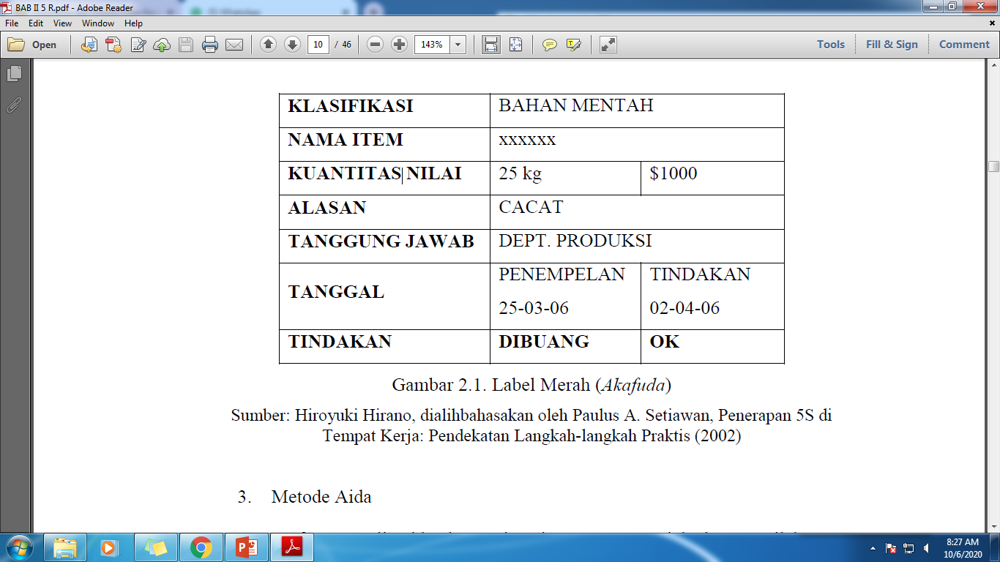 BAB II 5 R.pdf - Adobe Reader
File Edit View Window Help
Open 10 / 46 143% Tools Fill & Sign Comment
KLASIFIKASI BAHAN MENTAH
NAMA ITEM xxxxxx
KUANTITAS NILAI 25 kg $1000
ALASAN CACAT
TANGGUNG JAWAB DEPT. PRODUKSI
TANGGAL PENEMPELAN TINDAKAN
25-03-06 02-04-06
TINDAKAN DIBUANG OK
Gambar 2.1. Label Merah (Akafuda)
Sumber: Hiroyuki Hirano, dialihbahasakan oleh Paulus A. Setiawan, Penerapan 5S di
Tempat Kerja: Pendekatan Langkah-langkah Praktis (2002)
3. Metode Aida
8:27 AM
10/6/2020